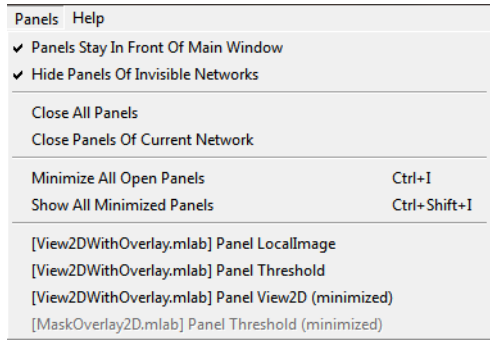 Panels Help
✔ Panels Stay In Front Of Main Window
✔ Hide Panels Of Invisible Networks
Close All Panels
Close Panels Of Current Network
Minimize All Open Panels Ctrl+I
Show All Minimized Panels Ctrl+Shift+I
[View2DWithOverlay.mlab] Panel LocalImage
[View2DWithOverlay.mlab] Panel Threshold
[View2DWithOverlay.mlab] Panel View2D (minimized)
[MaskOverlay2D.mlab] Panel Threshold (minimized)